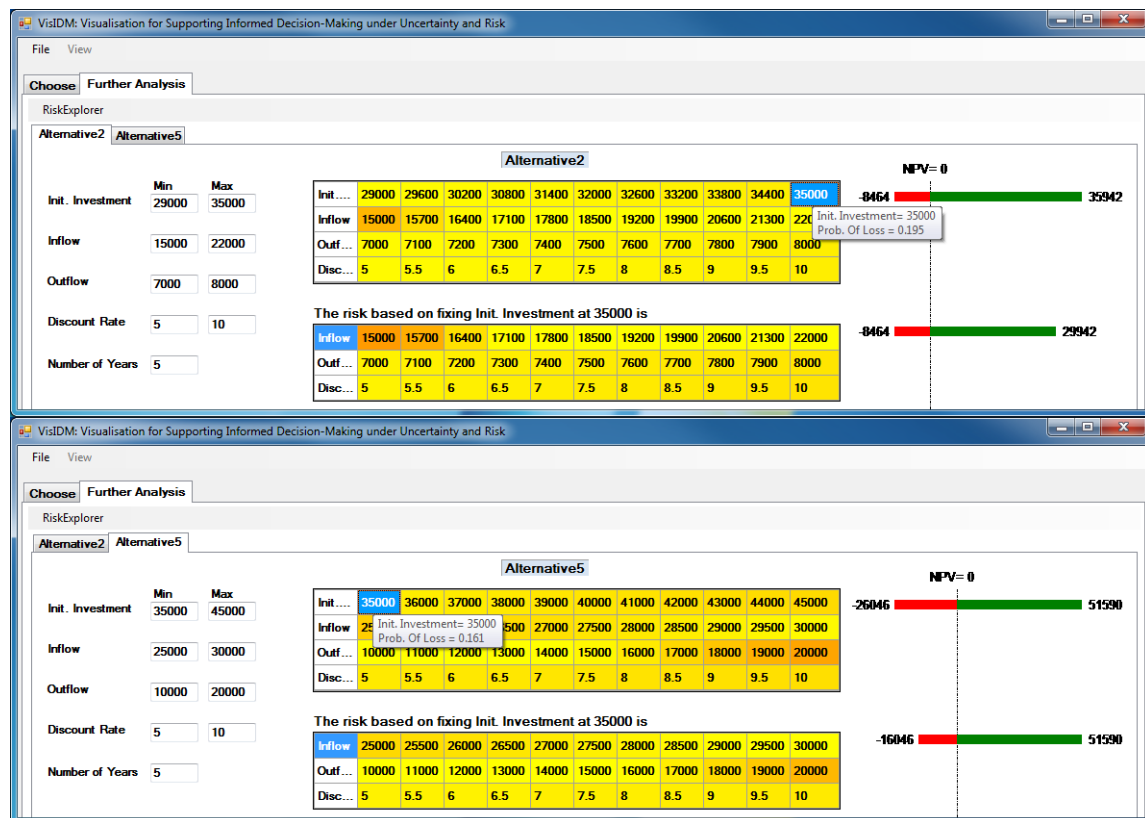 VisIDM: Visualisation for Supporting Informed Decision-Making under Uncertainty and Risk
File View
Choose Further Analysis
RiskExplorer
Alternative2 Alternative5
Alternative2
NPV= 0
Min Max
Init. Investment 29000 35000
Init.... 29000 29600 30200 30800 31400 32000 32600 33200 33800 34400 35000
-8464 35942
Inflow 15000 22000
Inflow 15000 15700 16400 17100 17800 18500 19200 19900 20600 21300
Init. Investment= 35000
Prob. Of Loss = 0.195
Outf... 7000 7100 7200 7300 7400 7500 7600 7700 7800 7900 8000
Disc... 5 5.5 6 6.5 7 7.5 8 8.5 9 9.5 10
Outflow 7000 8000
The risk based on fixing Init. Investment at 35000 is
Discount Rate 5 10
Inflow 15000 15700 16400 17100 17800 18500 19200 19900 20600 21300 22000
-8464 29942
Number of Years 5
Outf... 7000 7100 7200 7300 7400 7500 7600 7700 7800 7900 8000
Disc... 5 5.5 6 6.5 7 7.5 8 8.5 9 9.5 10
VisIDM: Visualisation for Supporting Informed Decision-Making under Uncertainty and Risk
File View
Choose Further Analysis
RiskExplorer
Alternative2 Alternative5
Alternative5
NPV= 0
Min Max
Init. Investment 35000 45000
Init.... 35000 36000 37000 38000 39000 40000 41000 42000 43000 44000 45000
-26046 51590
Inflow 25000 30000
Inflow 27000 27500 28000 28500 29000 29500 30000
Init. Investment= 35000
Prob. Of Loss = 0.161
Outf... 10000 11000 12000 13000 14000 15000 16000 17000 18000 19000 20000
Disc... 5 5.5 6 6.5 7 7.5 8 8.5 9 9.5 10
Outflow 10000 20000
The risk based on fixing Init. Investment at 35000 is
Discount Rate 5 10
Inflow 25000 25500 26000 26500 27000 27500 28000 28500 29000 29500 30000
-16046 51590
Number of Years 5
Outf... 10000 11000 12000 13000 14000 15000 16000 17000 18000 19000 20000
Disc... 5 5.5 6 6.5 7 7.5 8 8.5 9 9.5 10